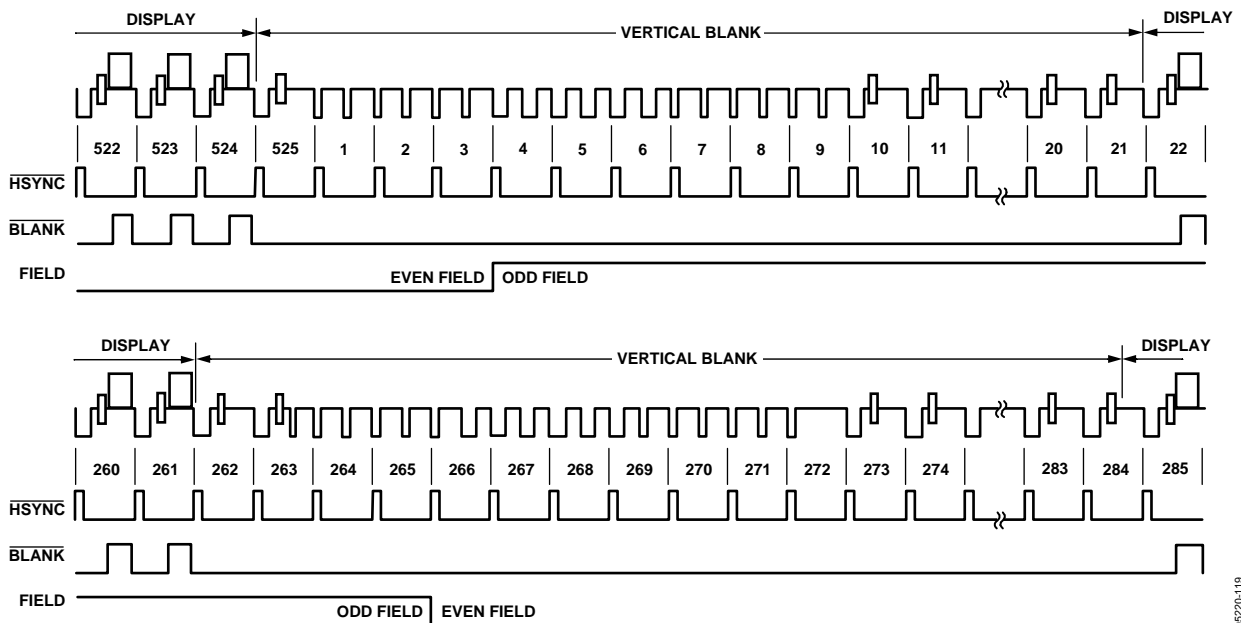 DISPLAY VERTICAL BLANK DISPLAY
522 523 524 525 1 2 3 4 5 6 7 8 9 10 11 20 21 22
HSYNC
BLANK
FIELD
EVEN FIELD ODD FIELD
DISPLAY VERTICAL BLANK DISPLAY
260 261 262 263 264 265 266 267 268 269 270 271 272 273 274 283 284 285
HSYNC
BLANK
FIELD
ODD FIELD EVEN FIELD